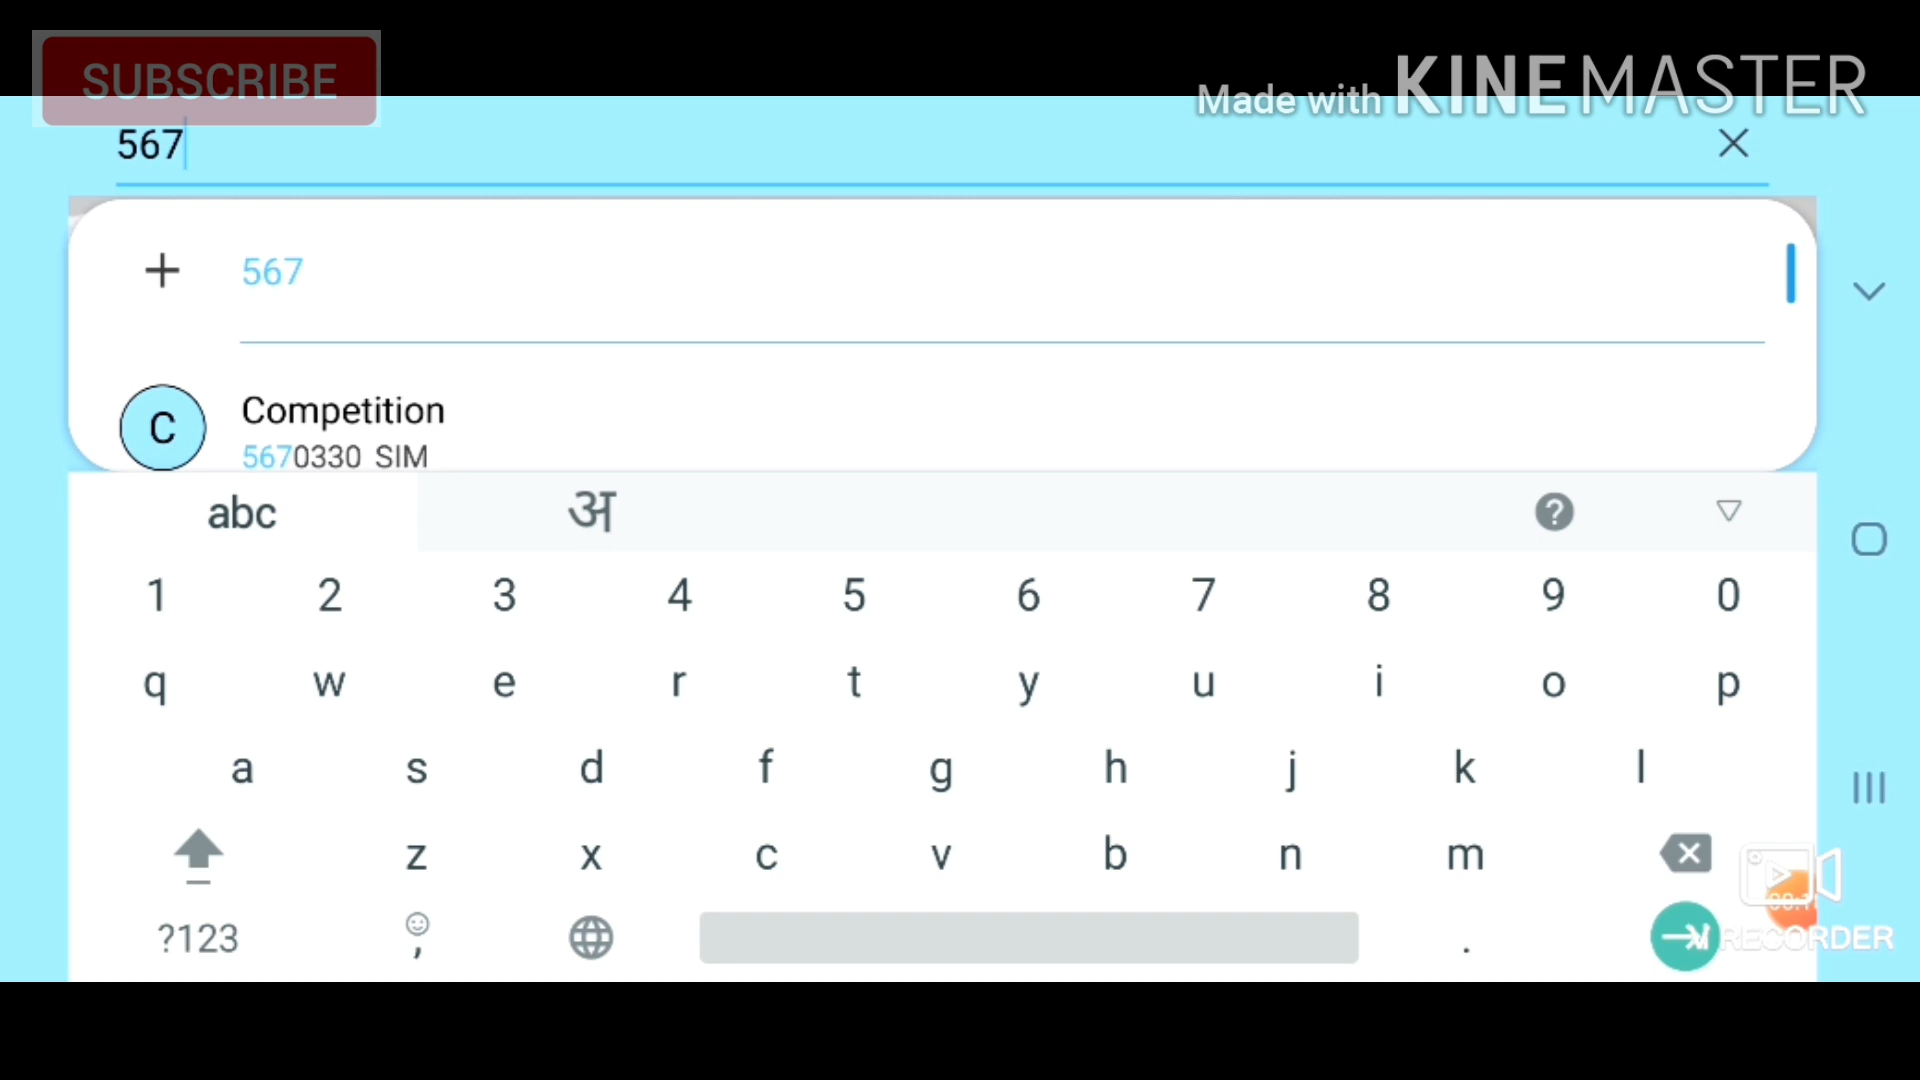 SUBSCRIBE
Made with KINEMASTER
567
567
C
Competition
5670330 SIM
abc अ ?
1 2 3 4 5 6 7 8 9 0
q w e r t y u i o p
a s d f g h j k l
z x c v b n m
?123 , .
RECORDER